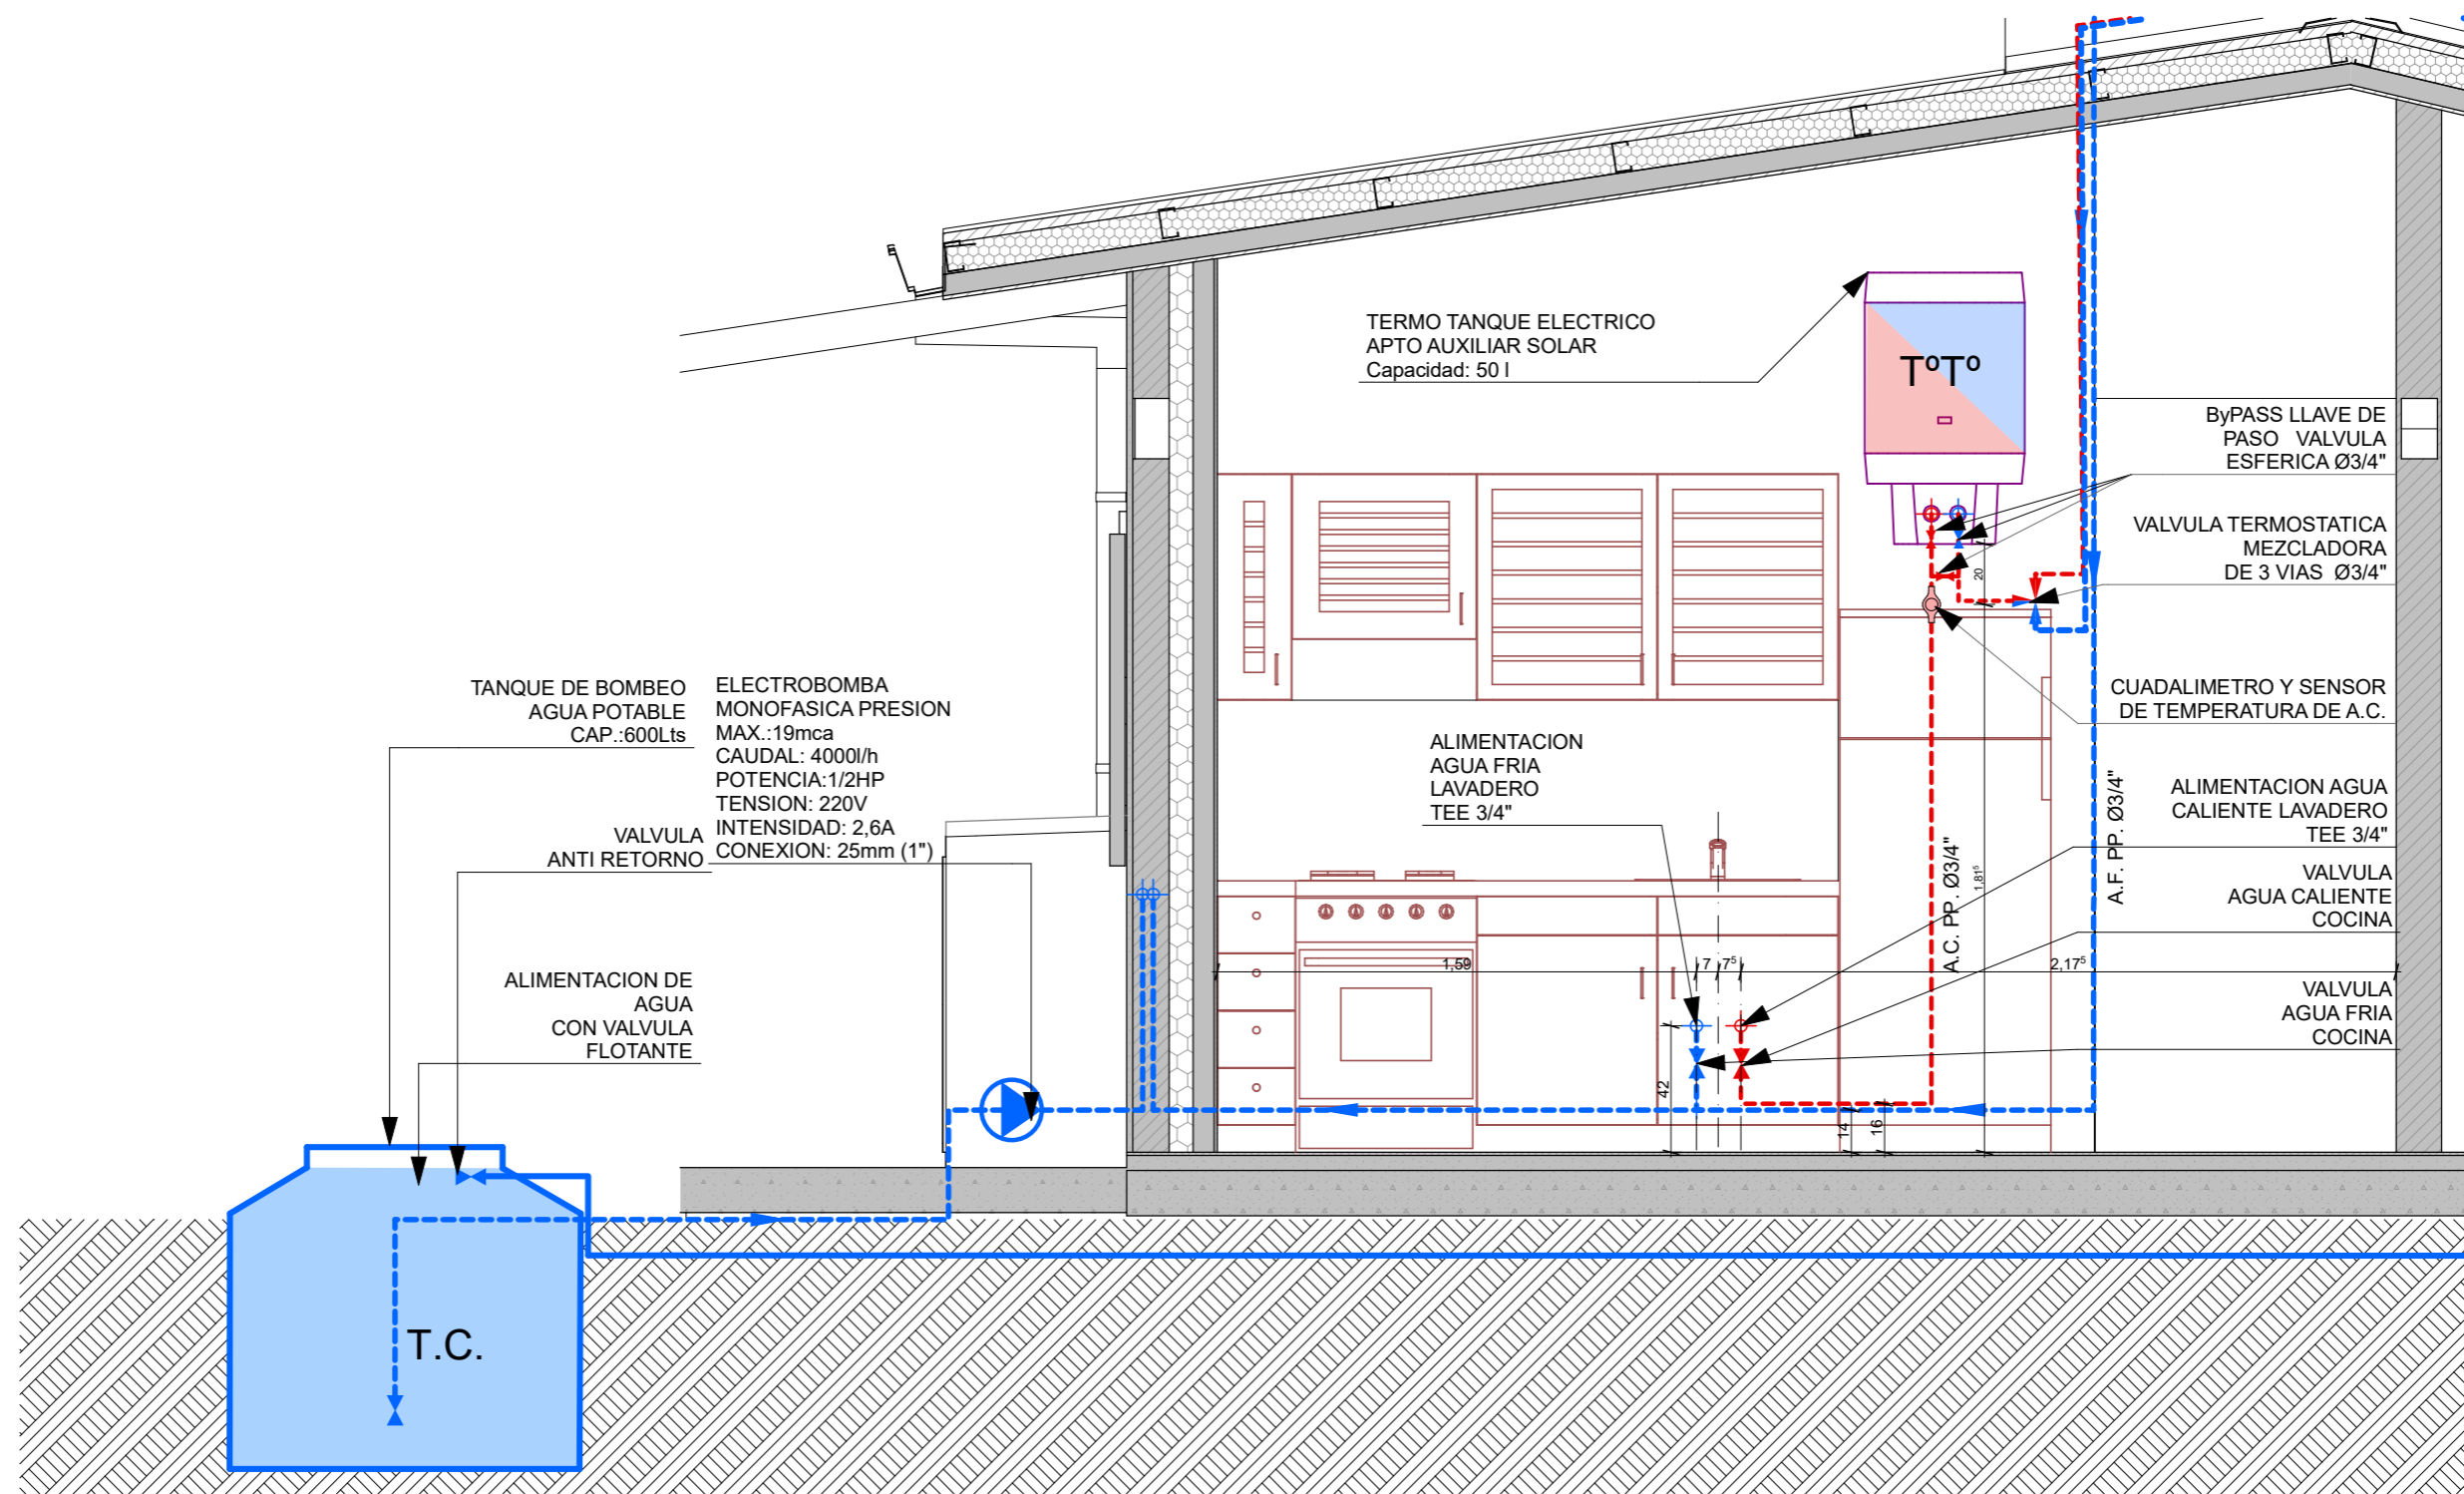 TERMO TANQUE ELECTRICO
APTO AUXILIAR SOLAR
Capacidad: 50 l
TºTº
ByPASS LLAVE DE
PASO VALVULA
ESFERICA Ø3/4"
VALVULA TERMOSTATICA
MEZCLADORA
DE 3 VIAS Ø3/4"
20
CUADALIMETRO Y SENSOR
DE TEMPERATURA DE A.C.
TANQUE DE BOMBEO
AGUA POTABLE
CAP.:600Lts
ELECTROBOMBA
MONOFASICA PRESION
MAX.:19mca
CAUDAL: 4000l/h
POTENCIA:1/2HP
TENSION: 220V
INTENSIDAD: 2,6A
CONEXION: 25mm (1")
VALVULA
ANTI RETORNO
ALIMENTACION
AGUA FRIA
LAVADERO
TEE 3/4"
ALIMENTACION AGUA
CALIENTE LAVADERO
TEE 3/4"
A.F. PP. Ø3/4"
A.C. PP. Ø3/4"
1,81⁵
VALVULA
AGUA CALIENTE
COCINA
1,59
7
7⁵
2,17⁵
ALIMENTACION DE
AGUA
CON VALVULA
FLOTANTE
VALVULA
AGUA FRIA
COCINA
42
14
16
T.C.